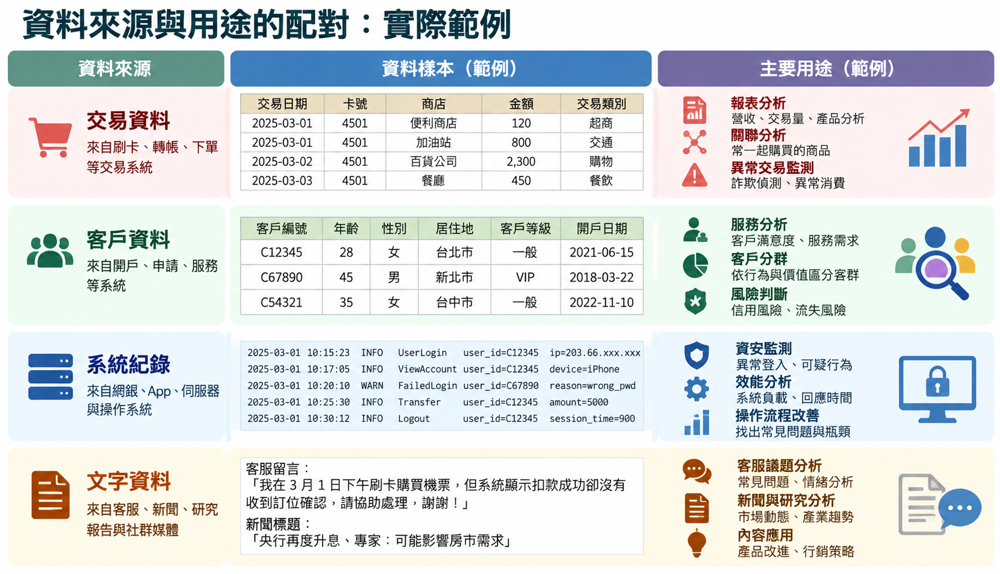 資料來源與用途的配對：實際範例
資料來源
資料樣本（範例）
主要用途（範例）
交易資料
來自刷卡、轉帳、下單
等交易系統
交易日期 卡號 商店 金額 交易類別
2025-03-01 4501 便利商店 120 起商
2025-03-01 4501 加油站 800 交通
2025-03-02 4501 百貨公司 2,300 購物
2025-03-03 4501 餐廳 450 餐飲
報表分析
營收、交易量、產品分析
關聯分析
常一起購買的商品
異常交易監測
詐欺偵測、異常消費
客戶資料
來自開戶、申請、服務
等系統
客戶編號 年齡 性別 居住地 客戶等級 開戶日期
C12345 28 女 台北市 一般 2021-06-15
C67890 45 男 新北市 VIP 2018-03-22
C54321 35 女 台中市 一般 2022-11-10
服務分析
客戶滿意度、服務需求
客戶分群
依行為與價值區分客群
風險判斷
信用風險、流失風險
系統紀錄
來自網銀、App、伺服器
與操作系統
2025-03-01 10:15:23 INFO UserLogin user_id=C12345 ip=203.66.xxx.xxx
2025-03-01 10:17:05 INFO ViewAccount user_id=C12345 device=iPhone
2025-03-01 10:20:10 WARN FailedLogin user_id=C67890 reason=wrong_pwd
2025-03-01 10:25:30 INFO Transfer user_id=C12345 amount=5000
2025-03-01 10:30:12 INFO Logout user_id=C12345 session_time=900
資安監測
異常登入、可疑行為
效能分析
系統負載、回應時間
操作流程改善
找出常見問題與瓶頸
文字資料
來自客服、新聞、研究
報告與社群媒體
客服留言：
「我在 3 月 1 日下午刷卡購買機票，但系統顯示扣款成功卻沒有
收到訂位確認，請協助處理，謝謝！」
新聞標題：
「央行再度升息、專家：可能影響房市需求」
客服議題分析
常見問題、情緒分析
新聞與研究分析
市場動態、產業趨勢
內容應用
產品改進、行銷策略